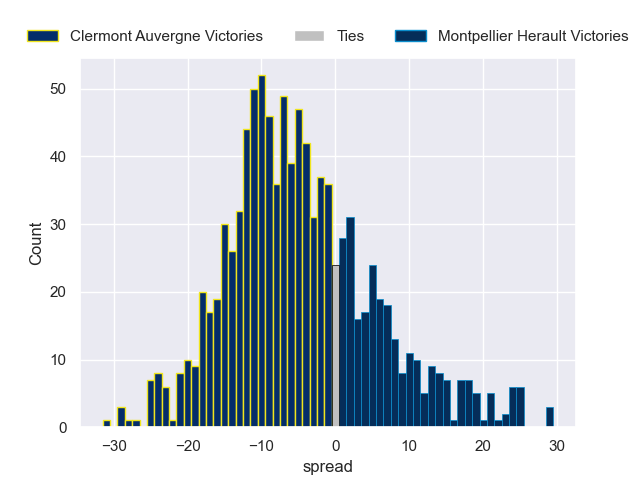 Clermont Auvergne Victories Ties Montpellier Herault Victories
50
40
30
20
10
0
Count
−30 −20 −10 0 10 20 30
spread